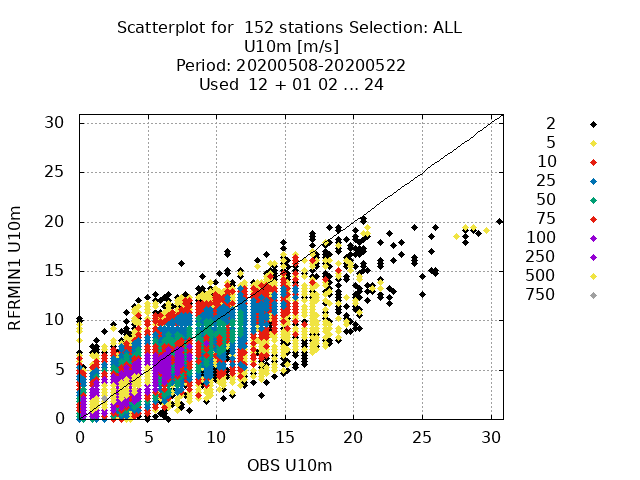 Scatterplot for  152 stations Selection: ALL
U10m [m/s]
Period: 20200508-20200522
Used  12 + 01 02 ... 24
RFRMIN1 U10m
30
25
20
15
10
5
0
0 5 10 15 20 25 30
OBS U10m
2
5
10
25
50
75
100
250
500
750